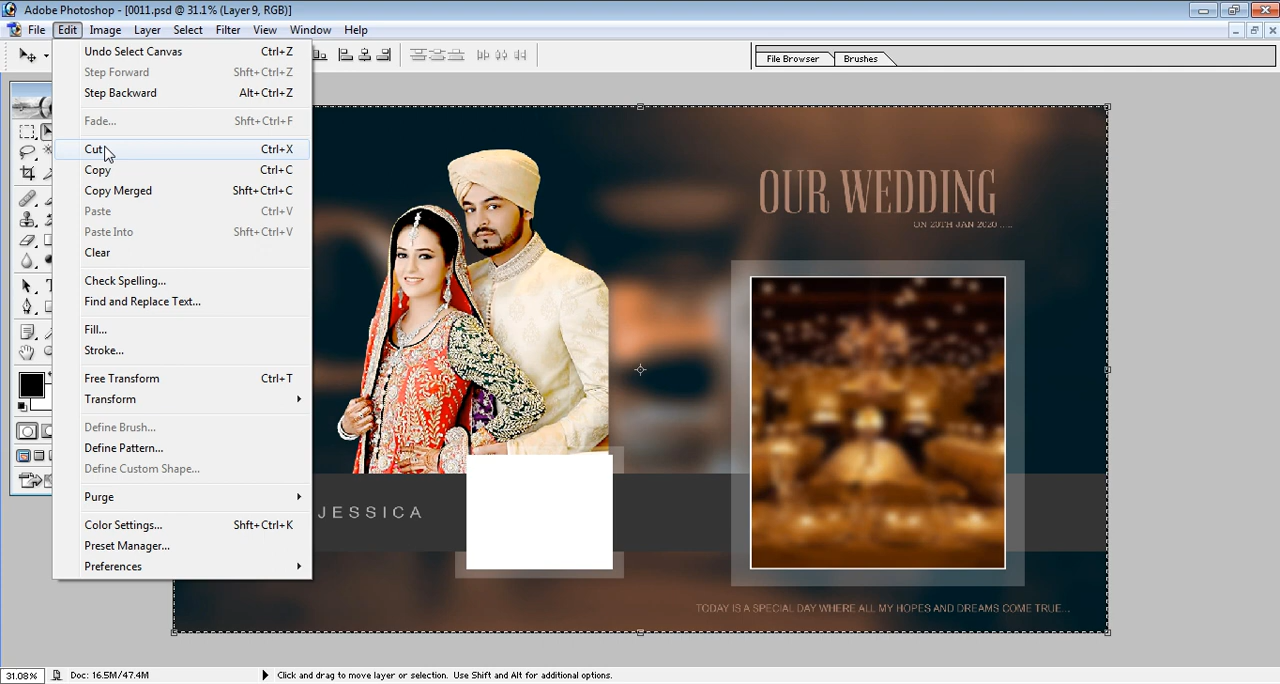 Adobe Photoshop - [0011.psd @ 31.1% (Layer 9, RGB)]
File Edit Image Layer Select Filter View Window Help
File Browser Brushes
Undo Select Canvas Ctrl+Z
Step Forward Shft+Ctrl+Z
Step Backward Alt+Ctrl+Z
Fade... Shft+Ctrl+F
Cut Ctrl+X
Copy Ctrl+C
Copy Merged Shft+Ctrl+C
Paste Ctrl+V
Paste Into Shift+Ctrl+V
Clear
Check Spelling...
Find and Replace Text...
Fill...
Stroke...
Free Transform Ctrl+T
Transform
Define Brush...
Define Pattern...
Define Custom Shape...
Purge
Color Settings... Shft+Ctrl+K
Preset Manager...
Preferences
OUR WEDDING
ON 29TH JAN 2020 .....
JESSICA
TODAY IS A SPECIAL DAY WHERE ALL MY HOPES AND DREAMS COME TRUE...
31.08% Doc: 16.5M/47.4M Click and drag to move layer or selection. Use Shift and Alt for additional options.